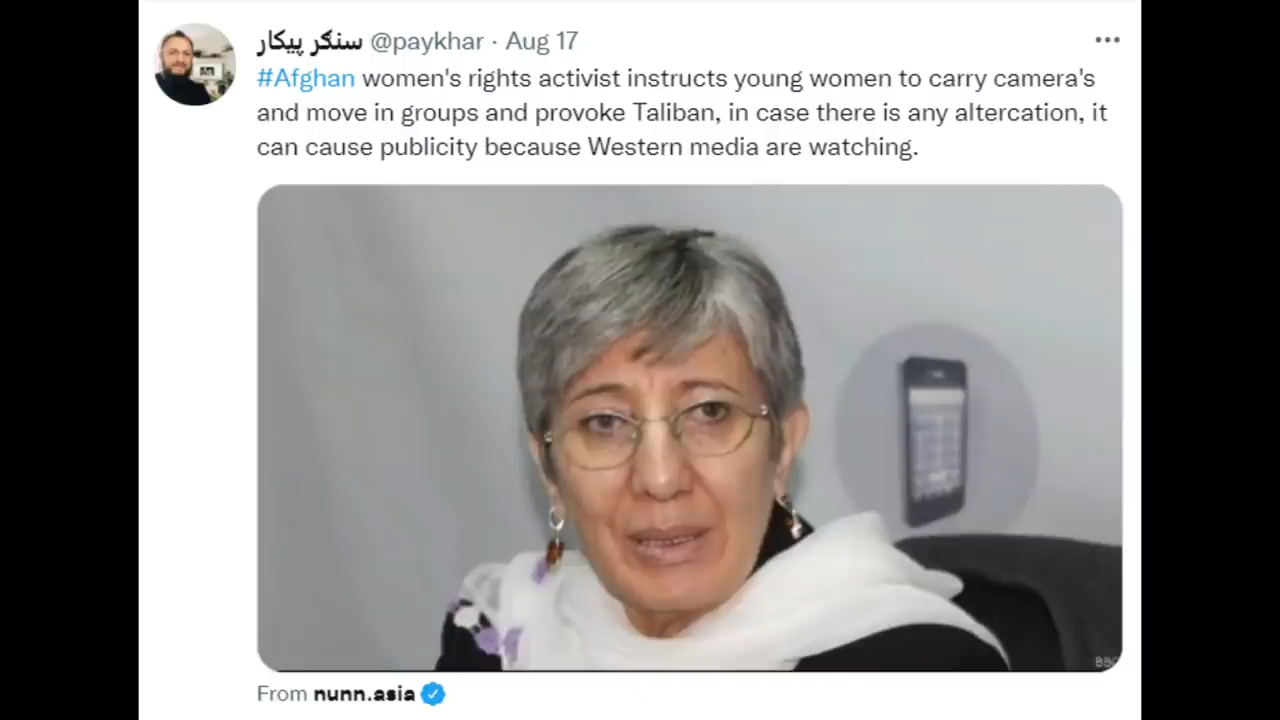 سنګر پیکار @paykhar · Aug 17
#Afghan women's rights activist instructs young women to carry camera's
and move in groups and provoke Taliban, in case there is any altercation, it
can cause publicity because Western media are watching.
BBC
From nunn.asia